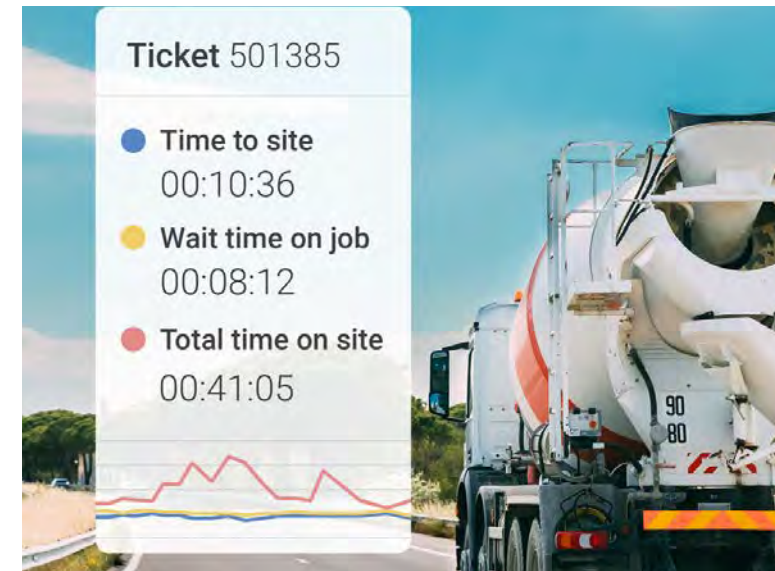 Ticket 501385
Time to site
00:10:36
Wait time on job
00:08:12
Total time on site
00:41:05
90
80